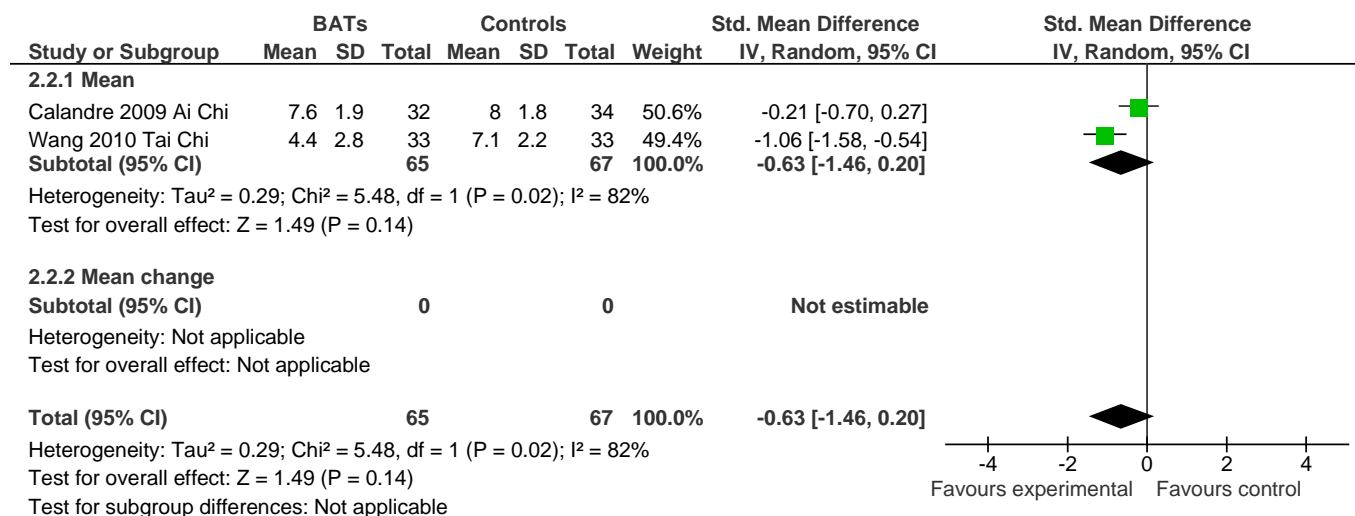 BATs Controls Std. Mean Difference Std. Mean Difference
Study or Subgroup Mean SD Total Mean SD Total Weight IV, Random, 95% CI IV, Random, 95% CI
2.2.1 Mean
Calandre 2009 Ai Chi 7.6 1.9 32 8 1.8 34 50.6% -0.21 [-0.70, 0.27]
Wang 2010 Tai Chi 4.4 2.8 33 7.1 2.2 33 49.4% -1.06 [-1.58, -0.54]
Subtotal (95% CI) 65 67 100.0% -0.63 [-1.46, 0.20]
Heterogeneity: Tau² = 0.29; Chi² = 5.48, df = 1 (P = 0.02); I² = 82%
Test for overall effect: Z = 1.49 (P = 0.14)
2.2.2 Mean change
Subtotal (95% CI) 0 0 Not estimable
Heterogeneity: Not applicable
Test for overall effect: Not applicable
Total (95% CI) 65 67 100.0% -0.63 [-1.46, 0.20]
Heterogeneity: Tau² = 0.29; Chi² = 5.48, df = 1 (P = 0.02); I² = 82%
Test for overall effect: Z = 1.49 (P = 0.14)
Test for subgroup differences: Not applicable
-4 -2 0 2 4
Favours experimental Favours control